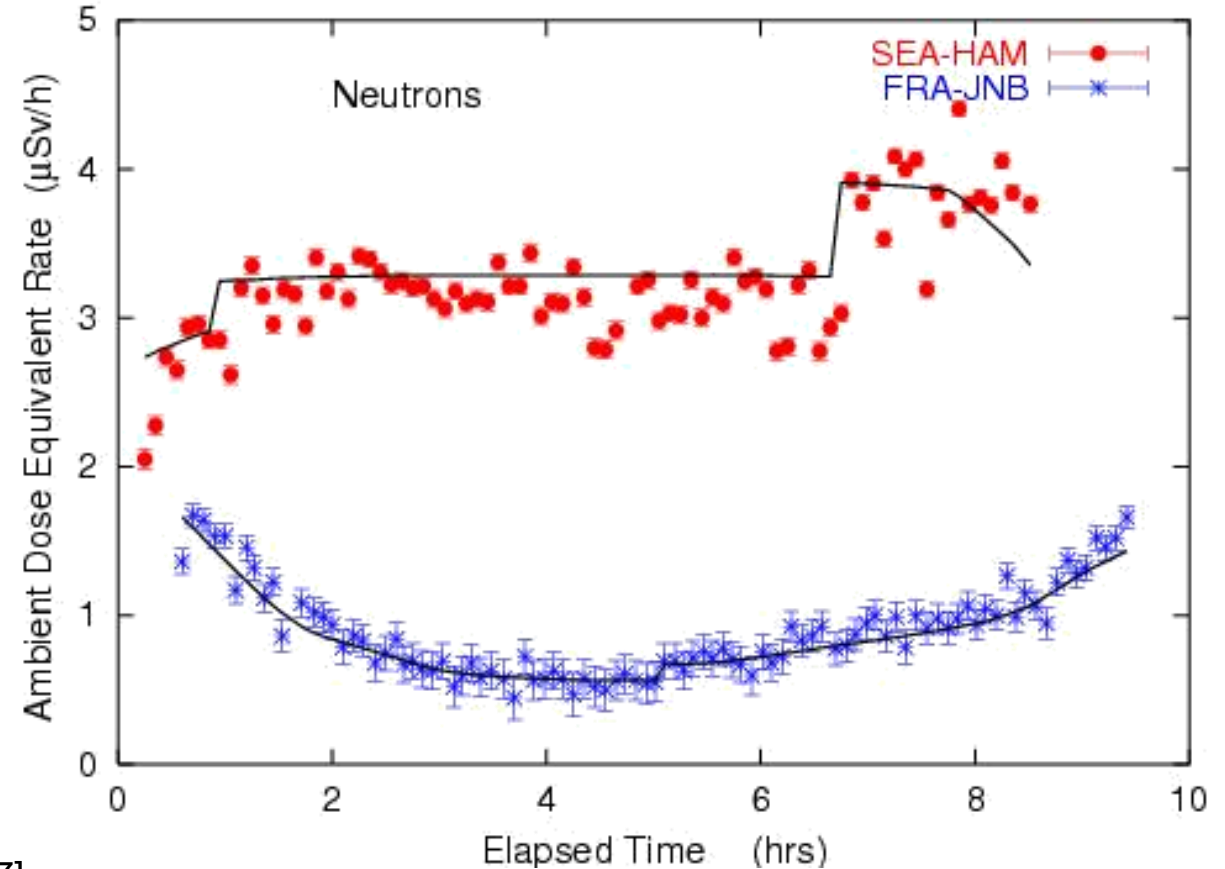 5
4
3
2
1
0
0 2 4 6 8 10
Ambient Dose Equivalent Rate (μSv/h)
Neutrons
SEA-HAM
FRA-JNB
Elapsed Time (hrs)